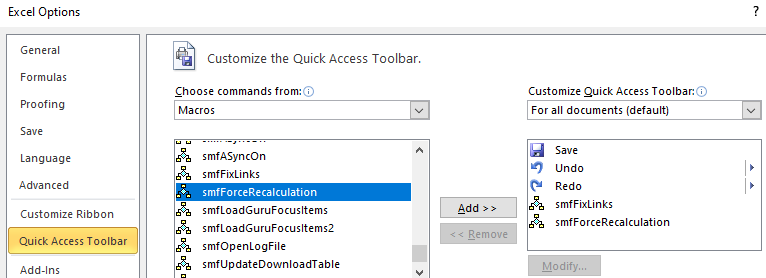 Excel Options
?
General
Formulas
Proofing
Save
Language
Advanced
Customize Ribbon
Quick Access Toolbar
Add-Ins
Customize the Quick Access Toolbar.
Choose commands from:
Macros
smfASyncOn
smfFixLinks
smfForceRecalculation
smfLoadGuruFocusItems
smfLoadGuruFocusItems2
smfOpenLogFile
smfUpdateDownloadTable
Add >>
<< Remove
Customize Quick Access Toolbar:
For all documents (default)
Save
Undo
Redo
smfFixLinks
smfForceRecalculation
Modify...